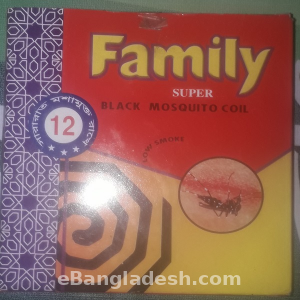 Family
SUPER
BLACK MOSQUITO COIL
LOW SMOKE
12
eBangladesh.com